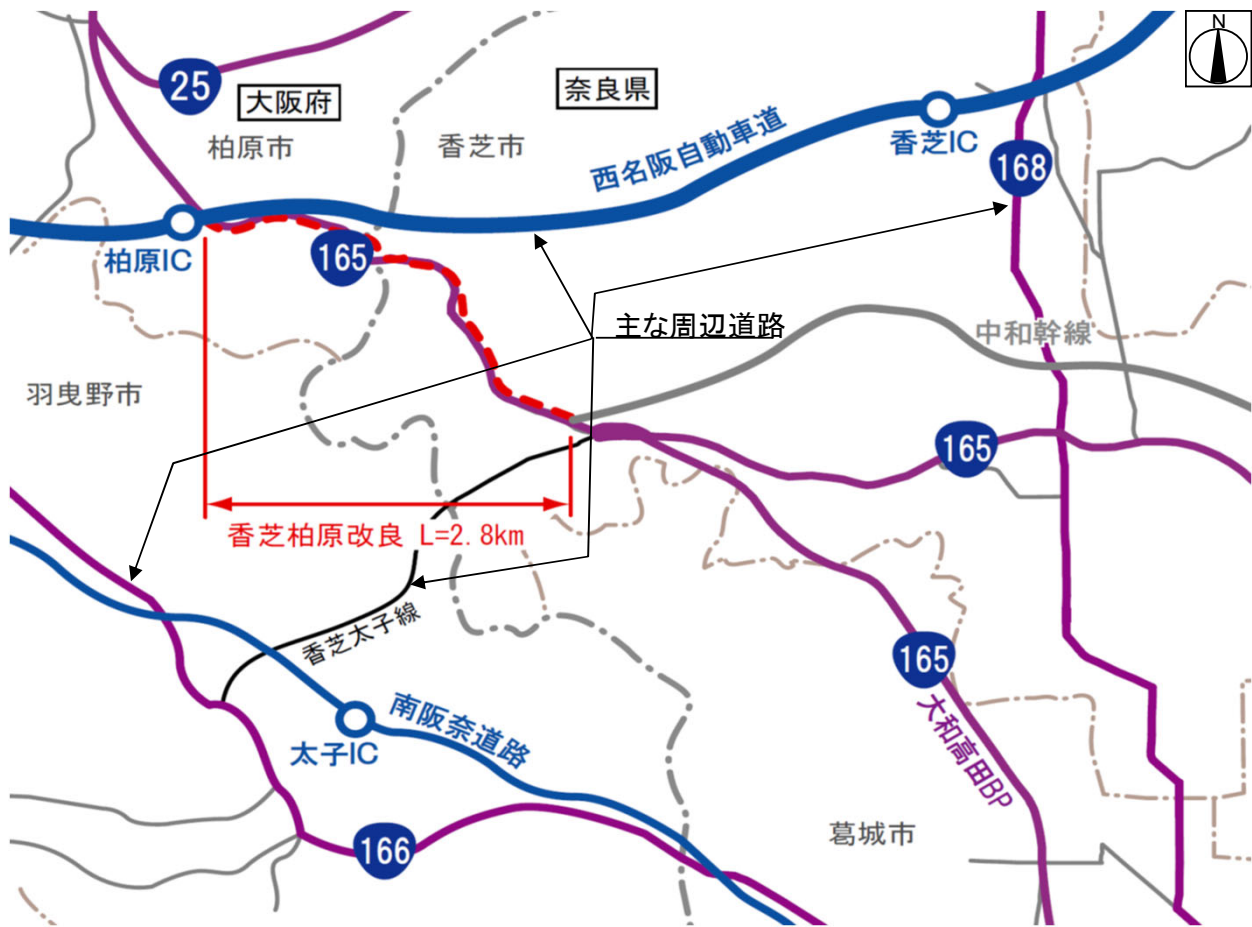 N
25
大阪府
奈良県
柏原市
香芝市
西名阪自動車道
香芝IC
168
柏原IC
165
主な周辺道路
中和幹線
羽曳野市
165
香芝柏原改良 L=2.8km
香芝太子線
165
南阪奈道路
太子IC
大和高田BP
葛城市
166